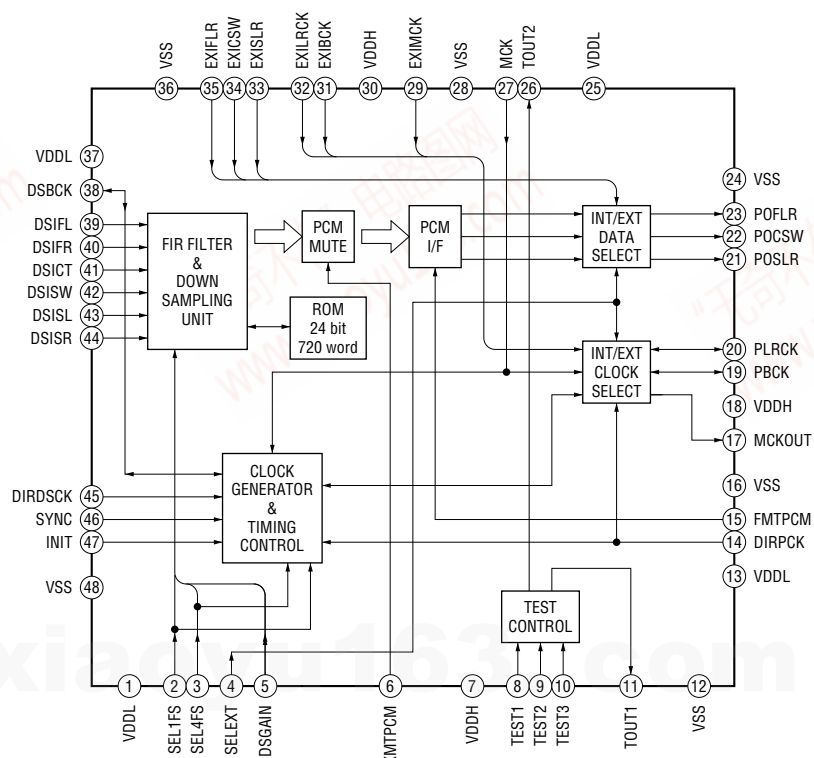 VSS
EXIFLR
EXICSW
EXISLR
EXILRCK
EXIBCK
VDDH
EXIMCK
VSS
MCK
TOUT2
VDDL
36
35
34
33
32
31
30
29
28
27
26
25
VDDL 37
DSBCK 38
DSIFL 39
DSIFR 40
DSICT 41
DSISW 42
DSISL 43
DSISR 44
DIRDSCK 45
SYNC 46
INIT 47
VSS 48
FIR FILTER
&
DOWN
SAMPLING
UNIT
PCM
MUTE
PCM
I/F
ROM
24 bit
720 word
INT/EXT
DATA
SELECT
INT/EXT
CLOCK
SELECT
CLOCK
GENERATOR
&
TIMING
CONTROL
TEST
CONTROL
24 VSS
23 POFLR
22 POCSW
21 POSLR
20 PLRCK
19 PBCK
18 VDDH
17 MCKOUT
16 VSS
15 FMTPCM
14 DIRPCK
13 VDDL
1
2
3
4
5
6
7
8
9
10
11
12
VDDL
SEL1FS
SEL4FS
SELEXT
DSGAIN
MTPCM
VDDH
TEST1
TEST2
TEST3
TOUT1
VSS
xiaoyu163. com